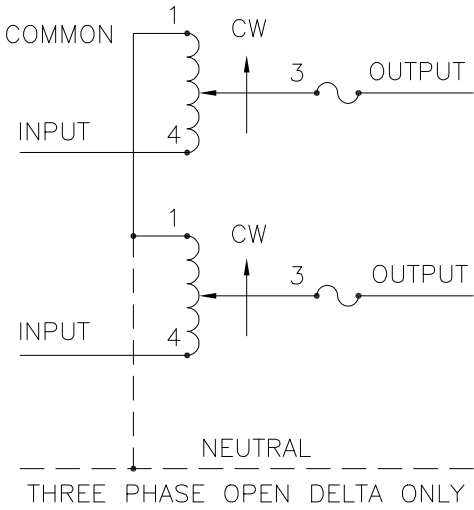 1
COMMON
CW
3
OUTPUT
INPUT
4
1
CW
3
OUTPUT
INPUT
4
NEUTRAL
THREE PHASE OPEN DELTA ONLY